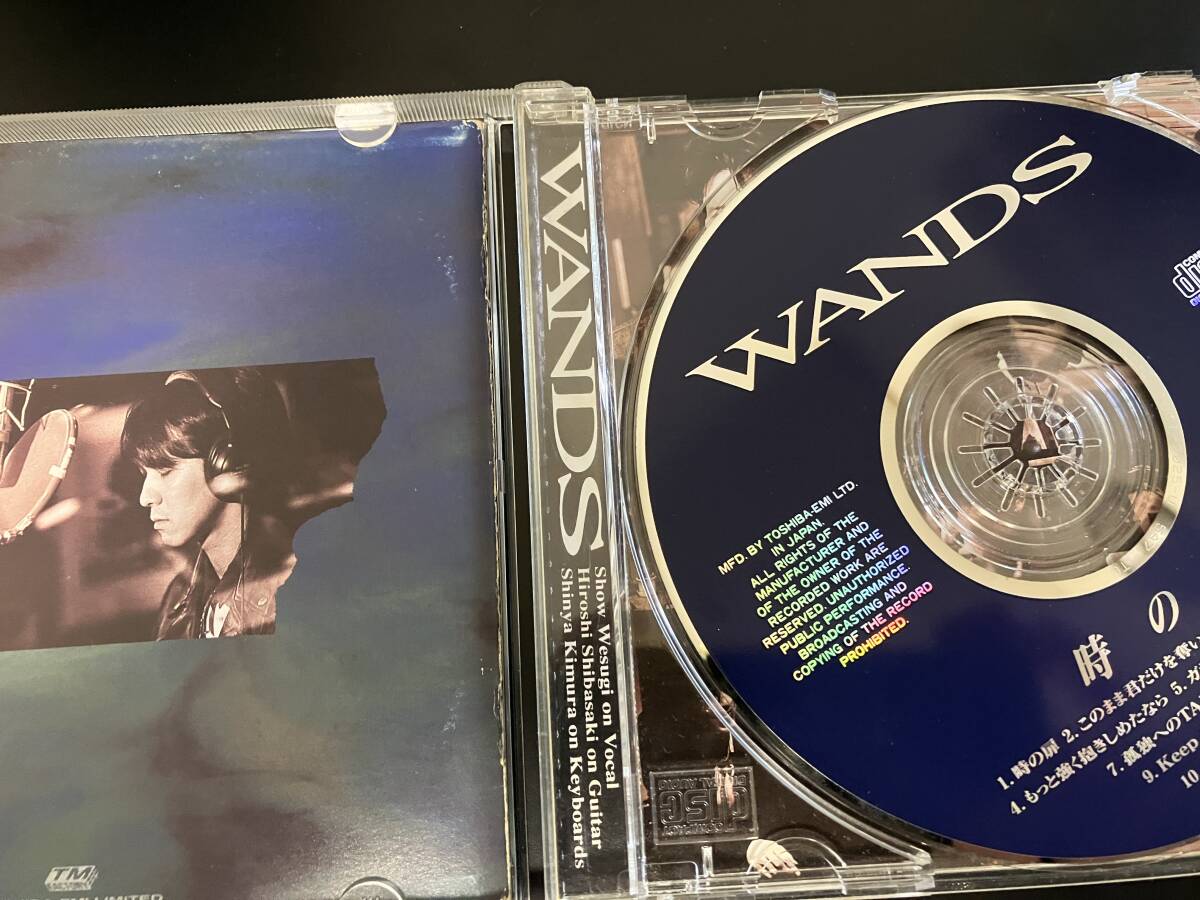 WANDS
Show Wesugi on Vocal
Hiroshi Shibasaki on Guitar
Shinya Kimura on Keyboards
TM
WANDS
MFD. BY TOSHIBA-EMI LTD.
IN JAPAN.
ALL RIGHTS OF THE
MANUFACTURER AND
OF THE OWNER OF THE
RECORDED WORK ARE
RESERVED. UNAUTHORIZED
PUBLIC PERFORMANCE.
BROADCASTING AND
COPYING OF THE RECORD
PROHIBITED.
時の
1. 時の扉 2. このまま君だけを奪い
4. もっと強く抱きしめたなら 5. ガ
7. 孤独へのTA
9. Keep
10